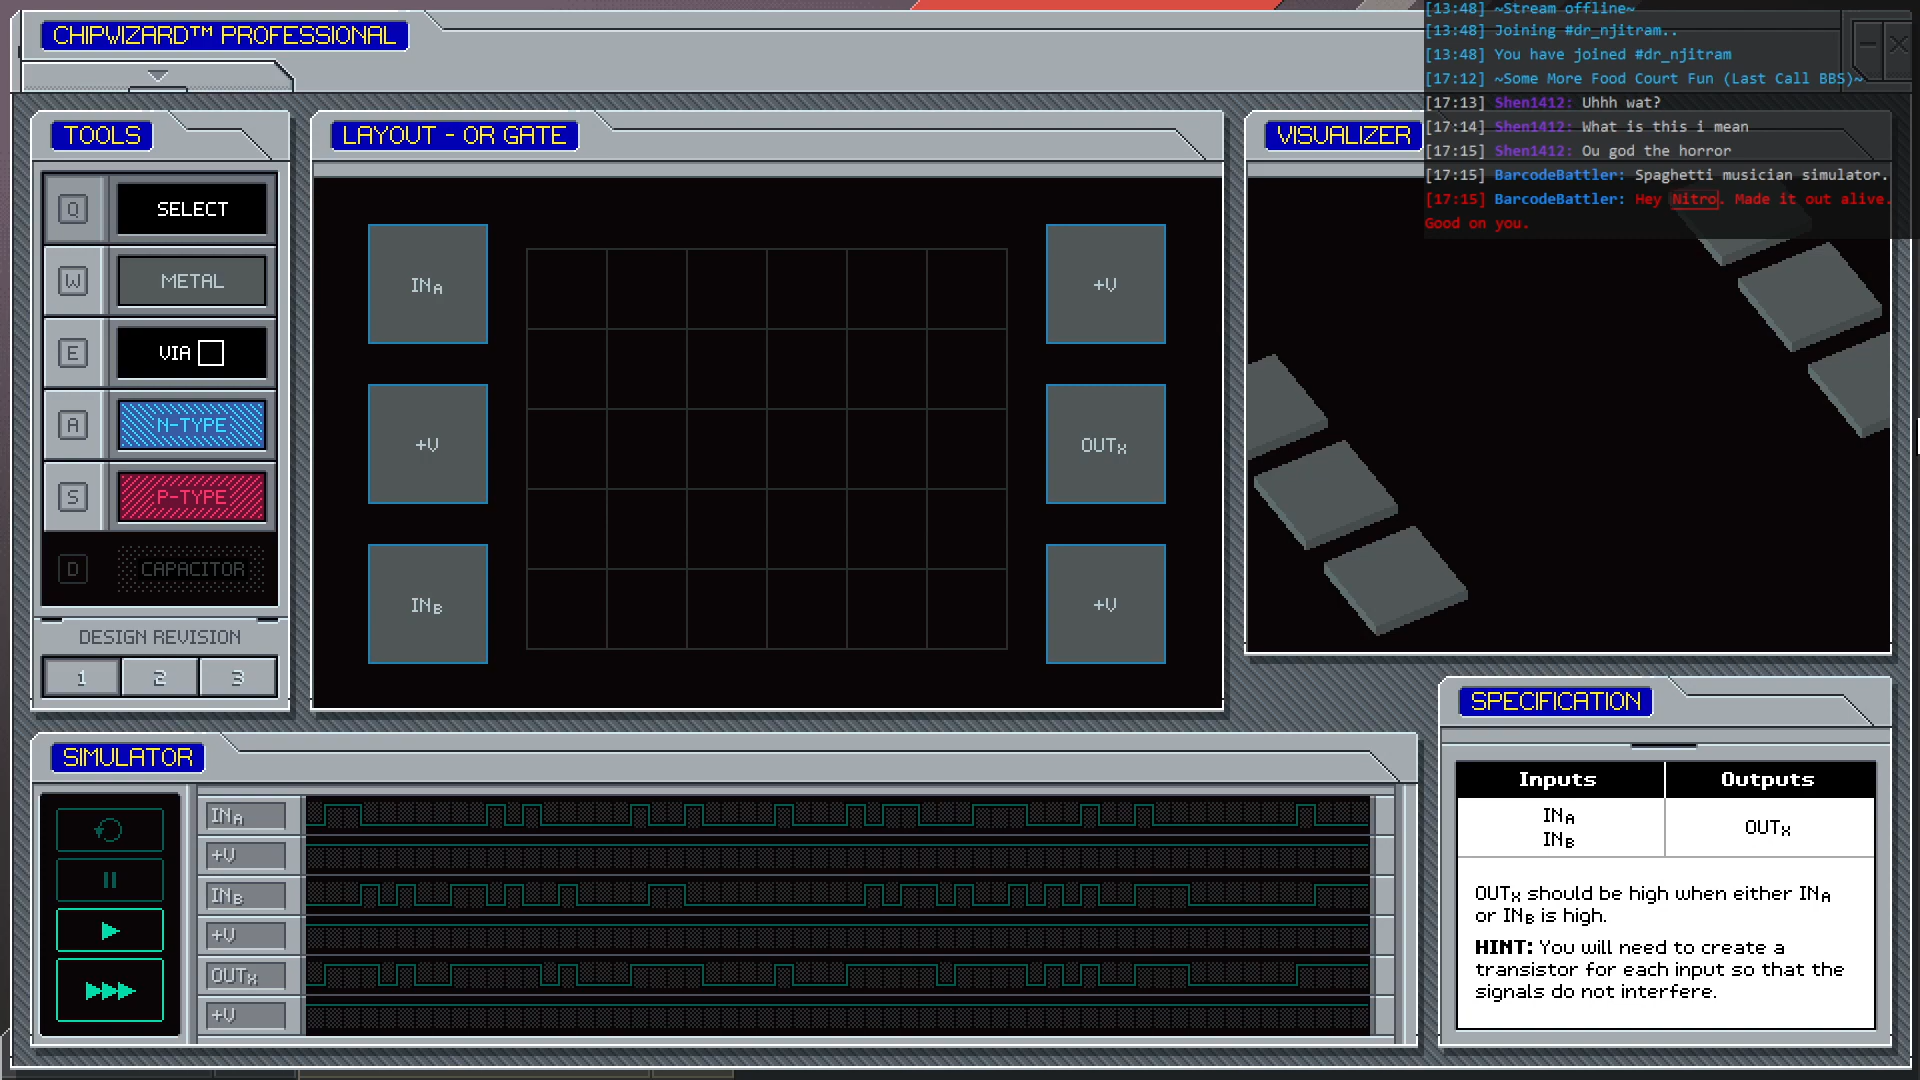 CHIPWIZARD™ PROFESSIONAL
[13:48] ~Stream offline~
[13:48] Joining #dr_njitram..
[13:48] You have joined #dr_njitram
[17:12] ~Some More Food Court Fun (Last Call BBS)~
[17:13] Shen1412: Uhhh wat?
[17:14] Shen1412: What is this i mean
[17:15] Shen1412: Ou god the horror
[17:15] BarcodeBattler: Spaghetti musician simulator.
[17:15] BarcodeBattler: Hey Nitro. Made it out alive.
Good on you.
TOOLS
Q SELECT
W METAL
E VIA
A N-TYPE
S P-TYPE
D CAPACITOR
DESIGN REVISION
1 2 3
LAYOUT - OR GATE
INA +V
+V OUTX
INB +V
VISUALIZER
SIMULATOR
INA
+V
INB
+V
OUTX
+V
SPECIFICATION
Inputs Outputs
INA
INB
OUTX
OUTX should be high when either INA
or INB is high.
HINT: You will need to create a
transistor for each input so that the
signals do not interfere.